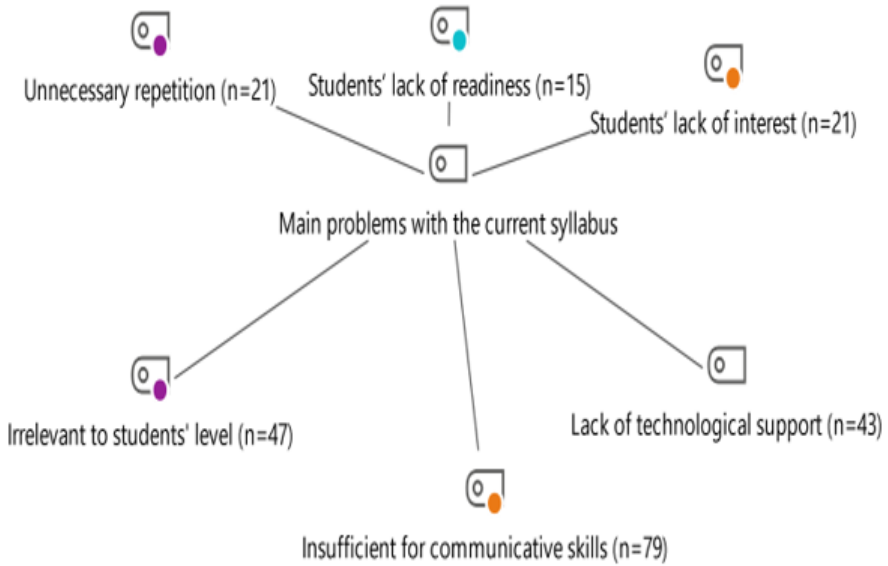 Unnecessary repetition (n=21)
Students’ lack of readiness (n=15)
Students’ lack of interest (n=21)
Main problems with the current syllabus
Irrelevant to students' level (n=47)
Lack of technological support (n=43)
Insufficient for communicative skills (n=79)